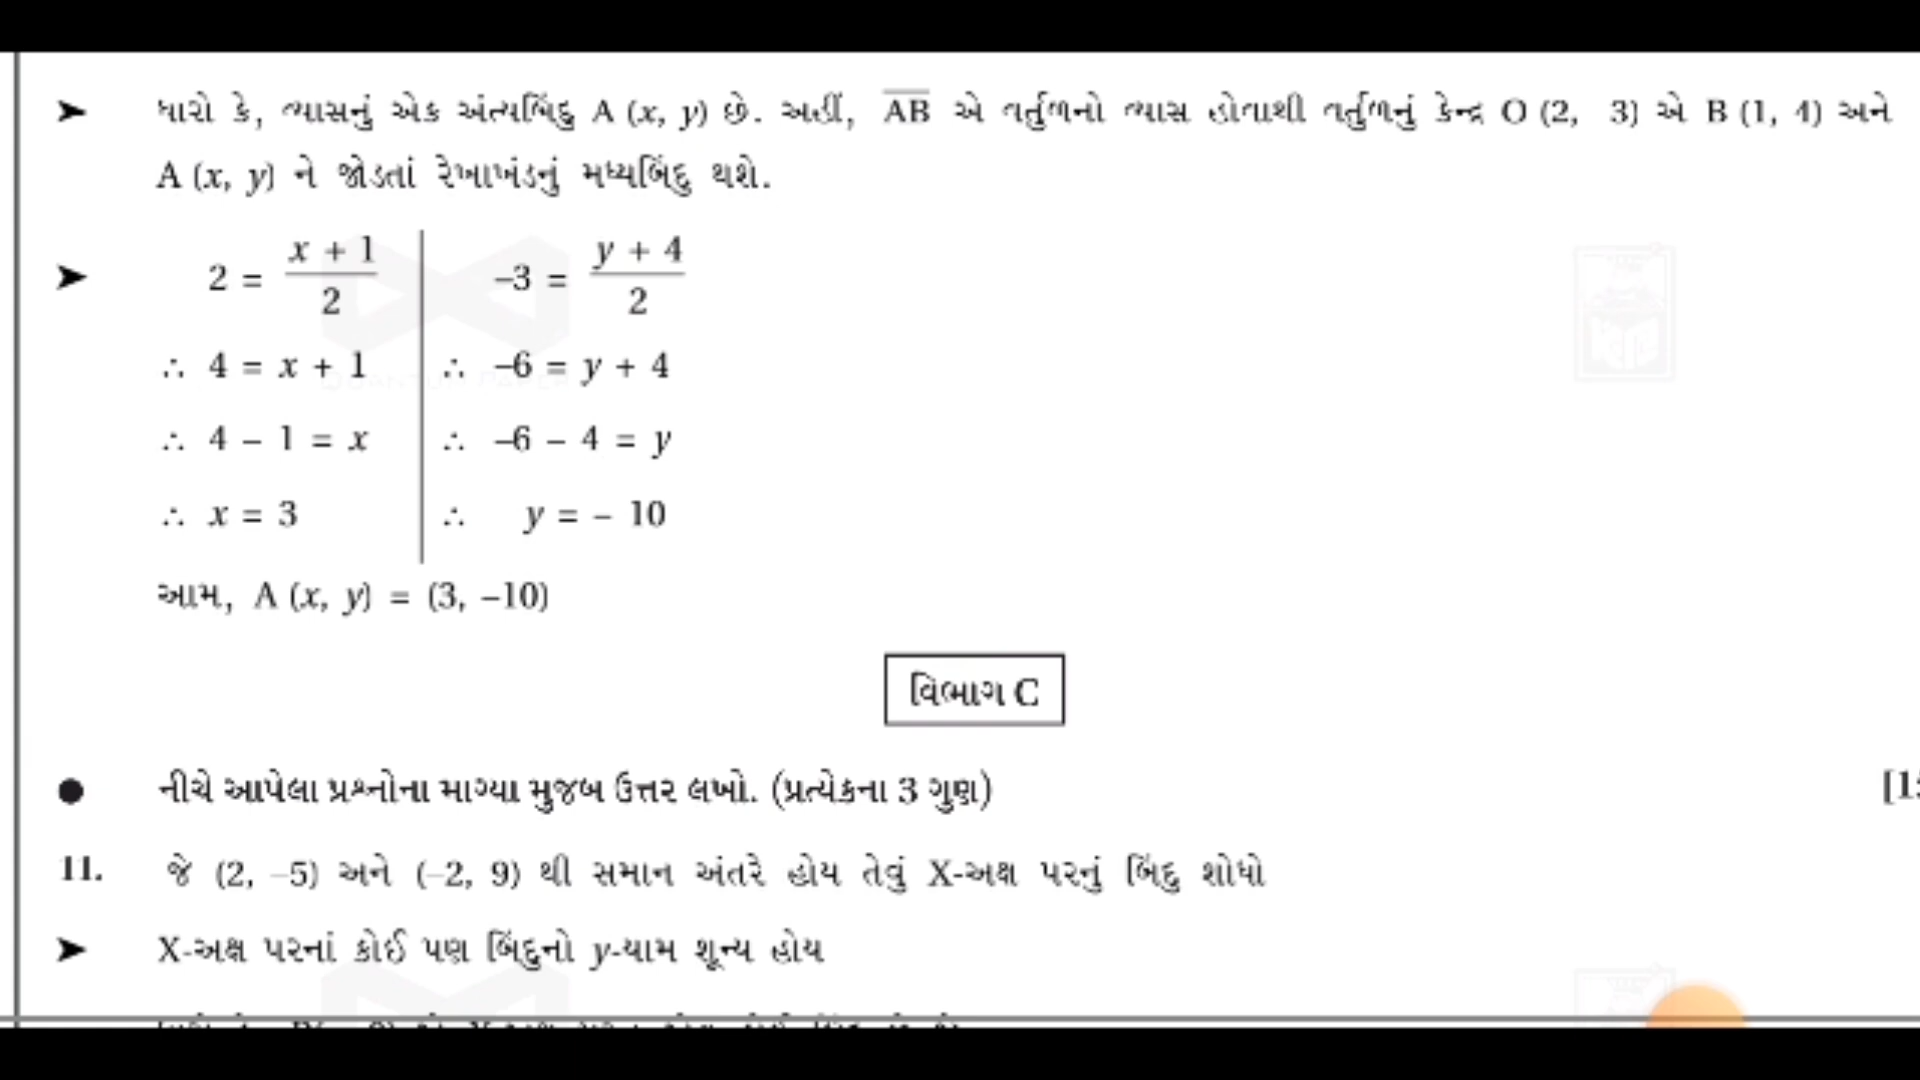 ➤ ધારો કે, વ્યાસનું એક અંત્યબિંદુ A (x, y) છે. અહીં, AB એ વર્તુળનો વ્યાસ હોવાથી વર્તુળનું કેન્દ્ર O (2, 3) એ B (1, 4) અને
A (x, y) ને જોડતાં રેખાખંડનું મધ્યબિંદુ થશે.
➤ 2 = (x + 1)/2 | –3 = (y + 4)/2
∴ 4 = x + 1 | ∴ –6 = y + 4
∴ 4 – 1 = x | ∴ –6 – 4 = y
∴ x = 3 | ∴ y = – 10
આમ, A (x, y) = (3, –10)
વિભાગ C
● નીચે આપેલા પ્રશ્નોના માગ્યા મુજબ ઉત્તર લખો. (પ્રત્યેકના 3 ગુણ)
11. જે (2, –5) અને (–2, 9) થી સમાન અંતરે હોય તેવું X-અક્ષ પરનું બિંદુ શોધો
➤ X-અક્ષ પરનાં કોઈ પણ બિંદુનો y-યામ શૂન્ય હોય